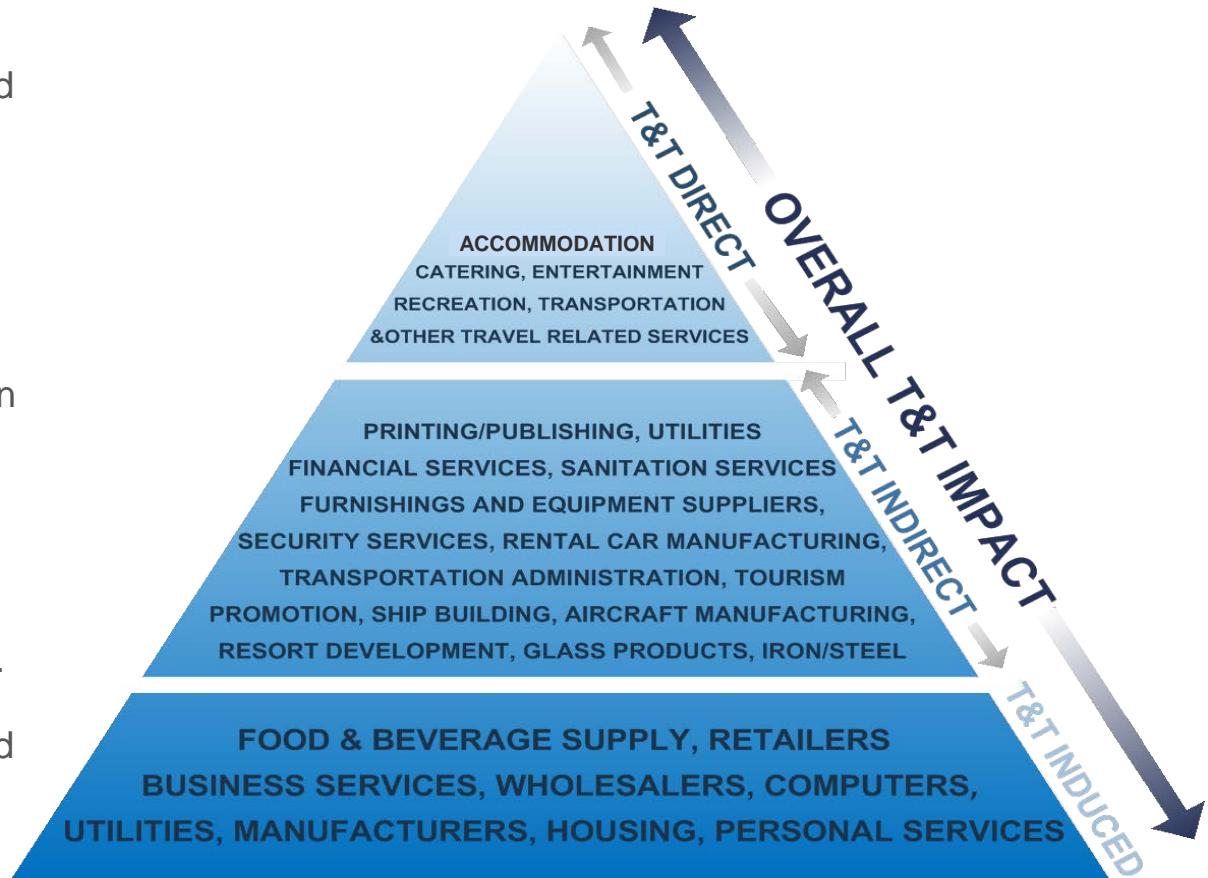 d
n
.
d
ACCOMMODATION
CATERING, ENTERTAINMENT
RECREATION, TRANSPORTATION
&OTHER TRAVEL RELATED SERVICES
PRINTING/PUBLISHING, UTILITIES
FINANCIAL SERVICES, SANITATION SERVICES
FURNISHINGS AND EQUIPMENT SUPPLIERS,
SECURITY SERVICES, RENTAL CAR MANUFACTURING,
TRANSPORTATION ADMINISTRATION, TOURISM
PROMOTION, SHIP BUILDING, AIRCRAFT MANUFACTURING,
RESORT DEVELOPMENT, GLASS PRODUCTS, IRON/STEEL
FOOD & BEVERAGE SUPPLY, RETAILERS
BUSINESS SERVICES, WHOLESALERS, COMPUTERS,
UTILITIES, MANUFACTURERS, HOUSING, PERSONAL SERVICES
T&T DIRECT
T&T INDIRECT
T&T INDUCED
OVERALL T&T IMPACT